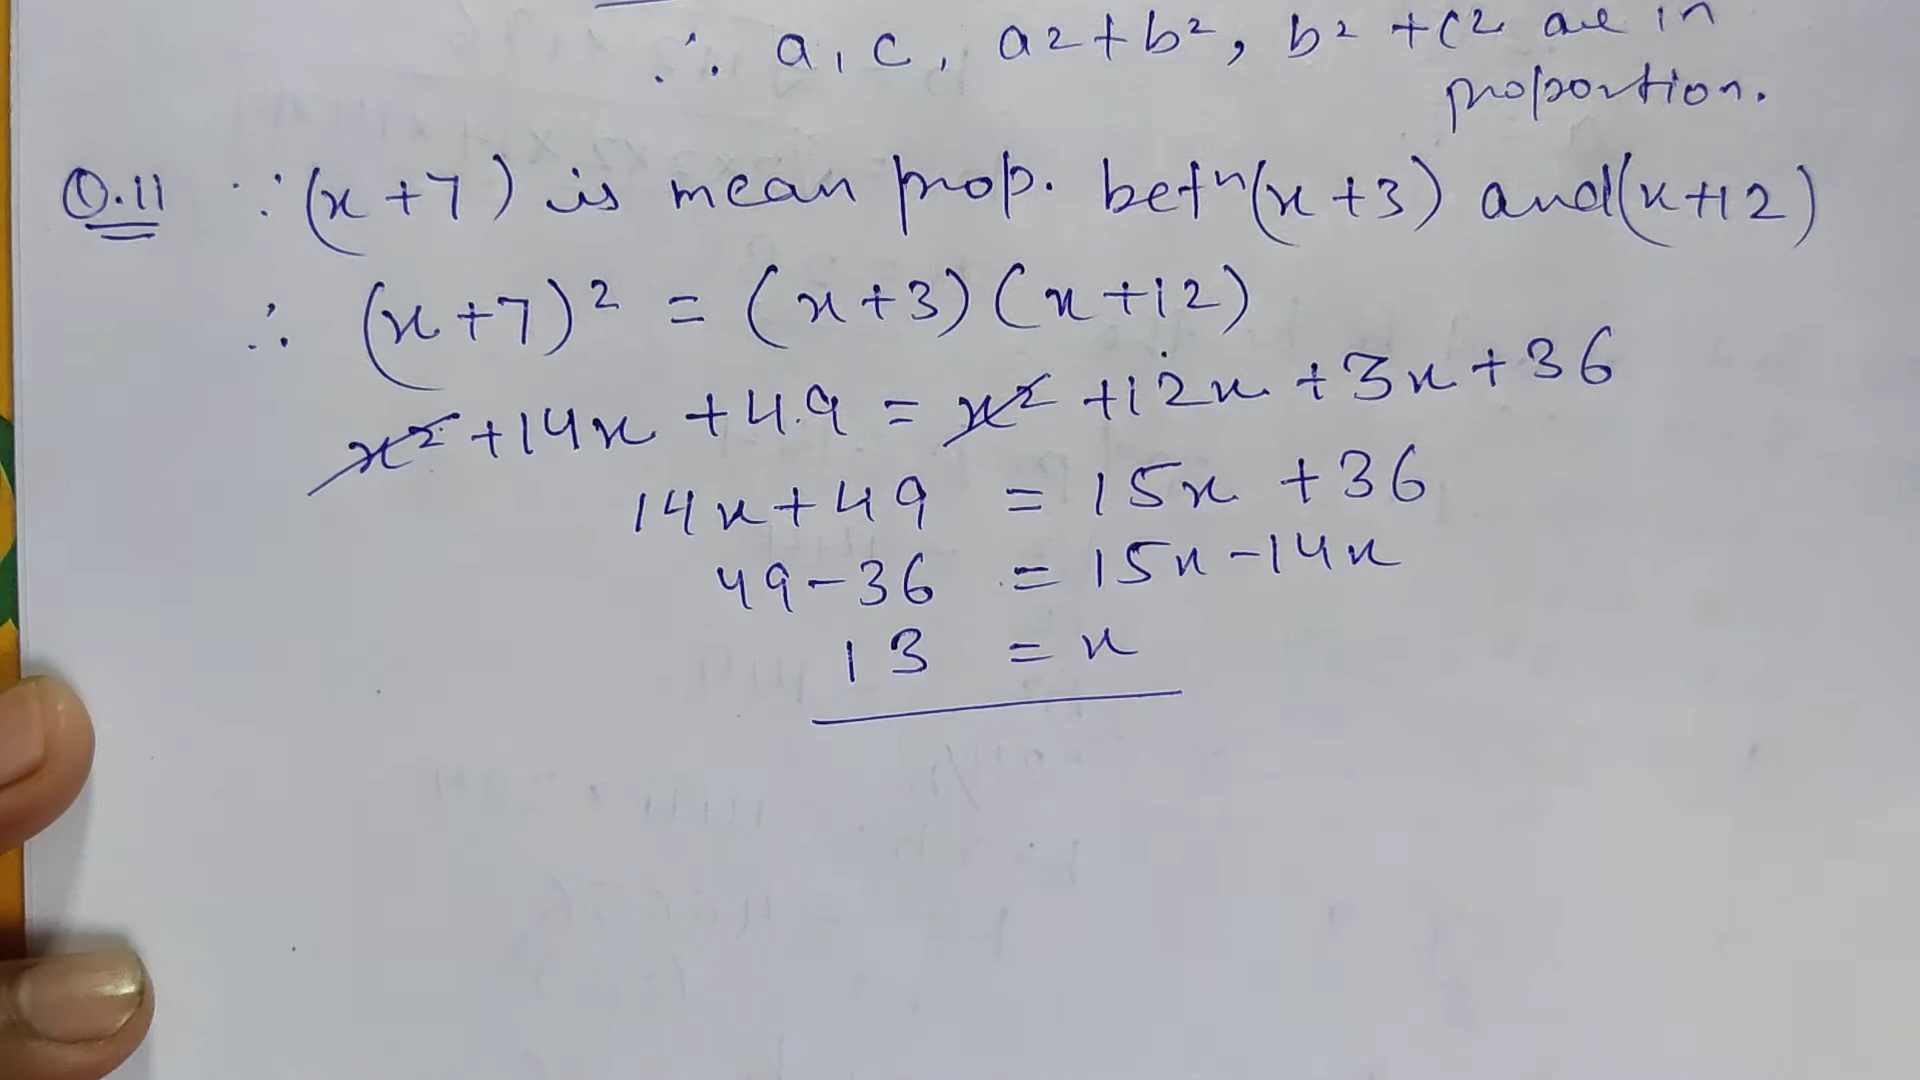 ∴ a, c, a2+b², b2 +c2 are in
proportion.
Q.11 ∵ (x+7) is mean prop. betn (x+3) and (x+12)
∴ (x+7)² = (x+3)(x+12)
x² +14x +49 = x² +12x +3x +36
14x+49 = 15x +36
49-36 = 15x-14x
13 = x